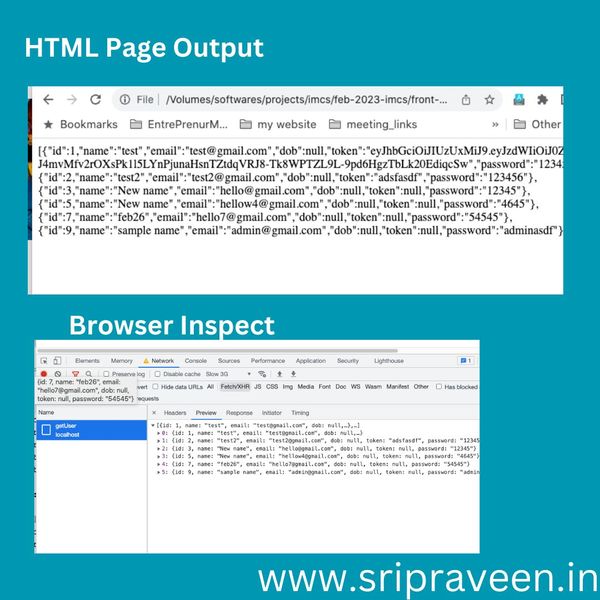 HTML Page Output
File | /Volumes/softwares/projects/imcs/feb-2023-imcs/front-...
Bookmarks EntrePrenurM... my website meeting_links » Other
[{"id":1,"name":"test","email":"test@gmail.com","dob":null,"token":"eyJhbGciOiJIUzUxMiJ9.eyJzdWIiOiJ0Z
J4mvMfv2rOXsPk1l5LYnPjunaHsnTZtdqVRJ8-Tk8WPTZL9L-9pd6HgzTbLk20EdiqcSw","password":"12345
{"id":2,"name":"test2","email":"test2@gmail.com","dob":null,"token":"adsfasdf","password":"123456"},
{"id":3,"name":"New name","email":"hello@gmail.com","dob":null,"token":null,"password":"12345"},
{"id":5,"name":"New name","email":"hellow4@gmail.com","dob":null,"token":null,"password":"4645"},
{"id":7,"name":"feb26","email":"hello7@gmail.com","dob":null,"token":null,"password":"54545"},
{"id":9,"name":"sample name","email":"admin@gmail.com","dob":null,"token":null,"password":"adminasdf"}
Browser Inspect
Elements Memory Network Console Sources Performance Application Security Lighthouse 1
Preserve log Disable cache Slow 3G
{id: 7, name: "feb26", email:
"hello7@gmail.com", dob: null,
token: null, password: "54545"}
vert Hide data URLs All Fetch/XHR JS CSS Img Media Font Doc WS Wasm Manifest Other Has blocked
requests
Name × Headers Preview Response Initiator Timing
getUser
localhost
▼[{id: 1, name: "test", email: "test@gmail.com", dob: null,…},…]
▶ 0: {id: 1, name: "test", email: "test@gmail.com", dob: null,…}
▶ 1: {id: 2, name: "test2", email: "test2@gmail.com", dob: null, token: "adsfasdf", password: "12345
▶ 2: {id: 3, name: "New name", email: "hello@gmail.com", dob: null, token: null, password: "12345"}
▶ 3: {id: 5, name: "New name", email: "hellow4@gmail.com", dob: null, token: null, password: "4645"}
▶ 4: {id: 7, name: "feb26", email: "hello7@gmail.com", dob: null, token: null, password: "54545"}
▶ 5: {id: 9, name: "sample name", email: "admin@gmail.com", dob: null, token: null, password: "admin
www.sripraveen.in